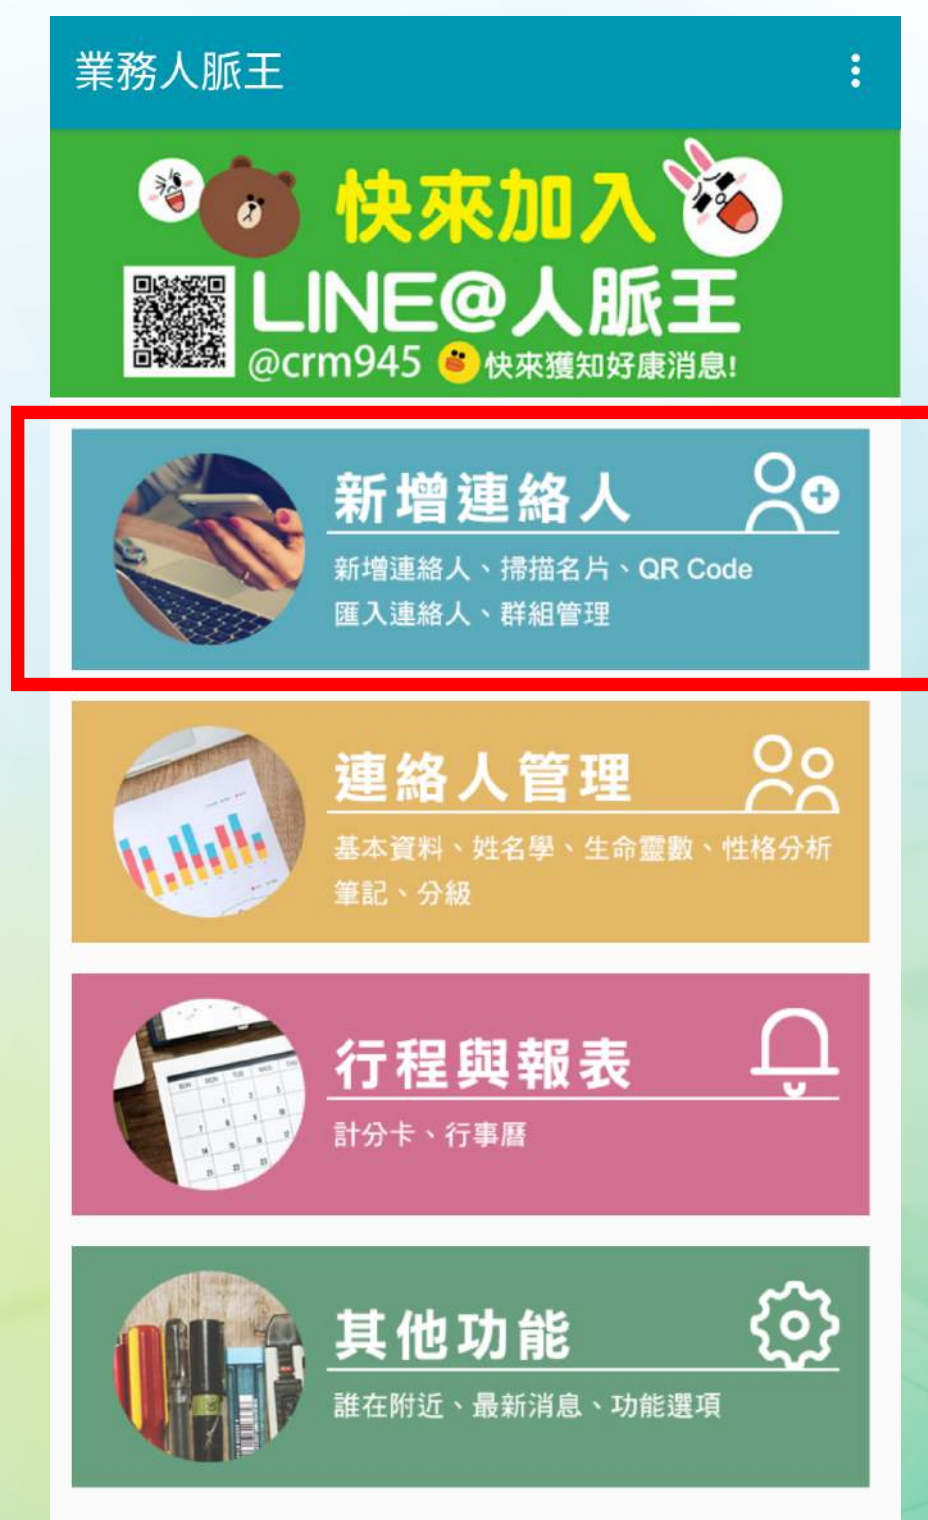 業務人脈王
快來加入
LINE@人脈王
@crm945 快來獲知好康消息!
新增連絡人
新增連絡人、掃描名片、QR Code
匯入連絡人、群組管理
連絡人管理
基本資料、姓名學、生命靈數、性格分析
筆記、分級
行程與報表
計分卡、行事曆
其他功能
誰在附近、最新消息、功能選項